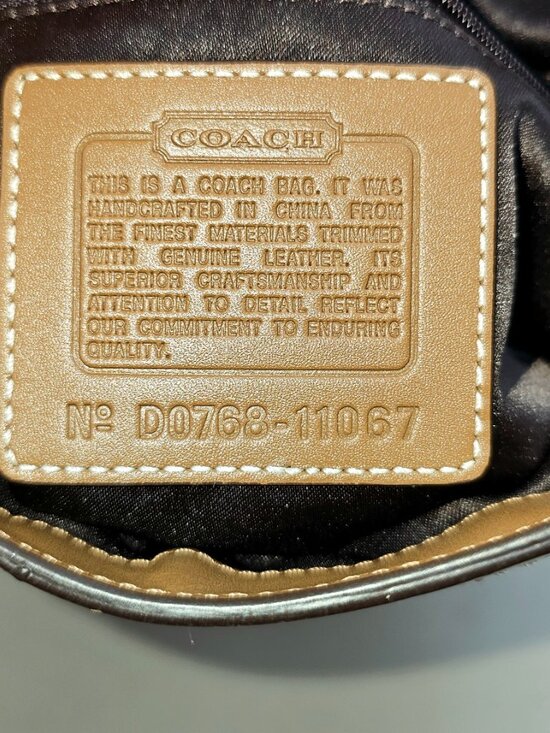 COACH
THIS IS A COACH BAG. IT WAS
HANDCRAFTED IN CHINA FROM
THE FINEST MATERIALS TRIMMED
WITH GENUINE LEATHER. ITS
SUPERIOR CRAFTSMANSHIP AND
ATTENTION TO DETAIL REFLECT
OUR COMMITMENT TO ENDURING
QUALITY.
Nº D0768-11067